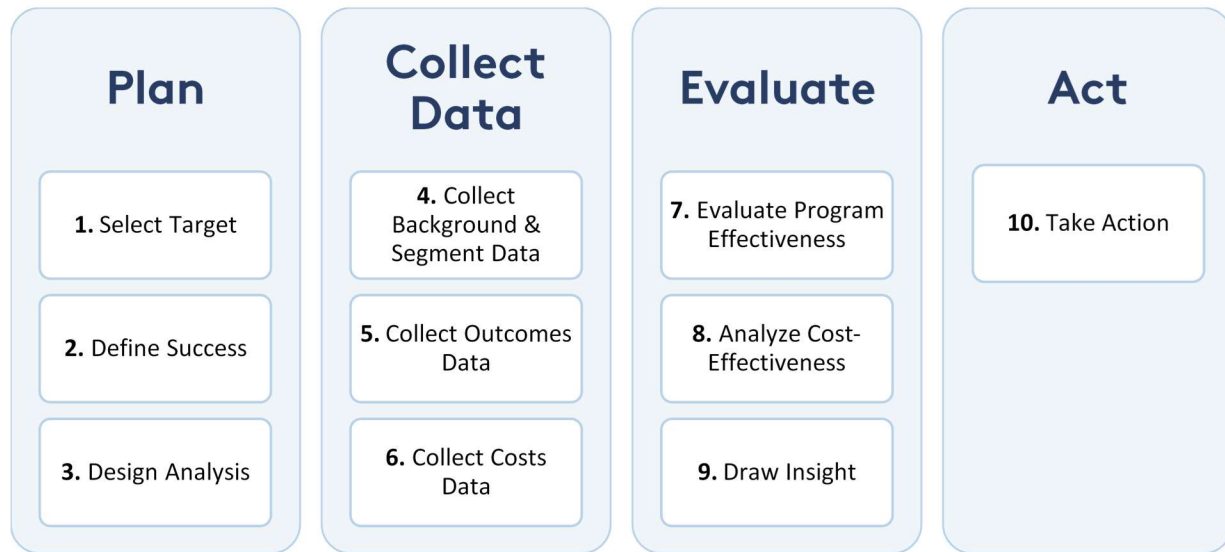 Plan
1. Select Target
2. Define Success
3. Design Analysis
Collect
Data
4. Collect
Background &
Segment Data
5. Collect Outcomes
Data
6. Collect Costs
Data
Evaluate
7. Evaluate Program
Effectiveness
8. Analyze Cost-
Effectiveness
9. Draw Insight
Act
10. Take Action